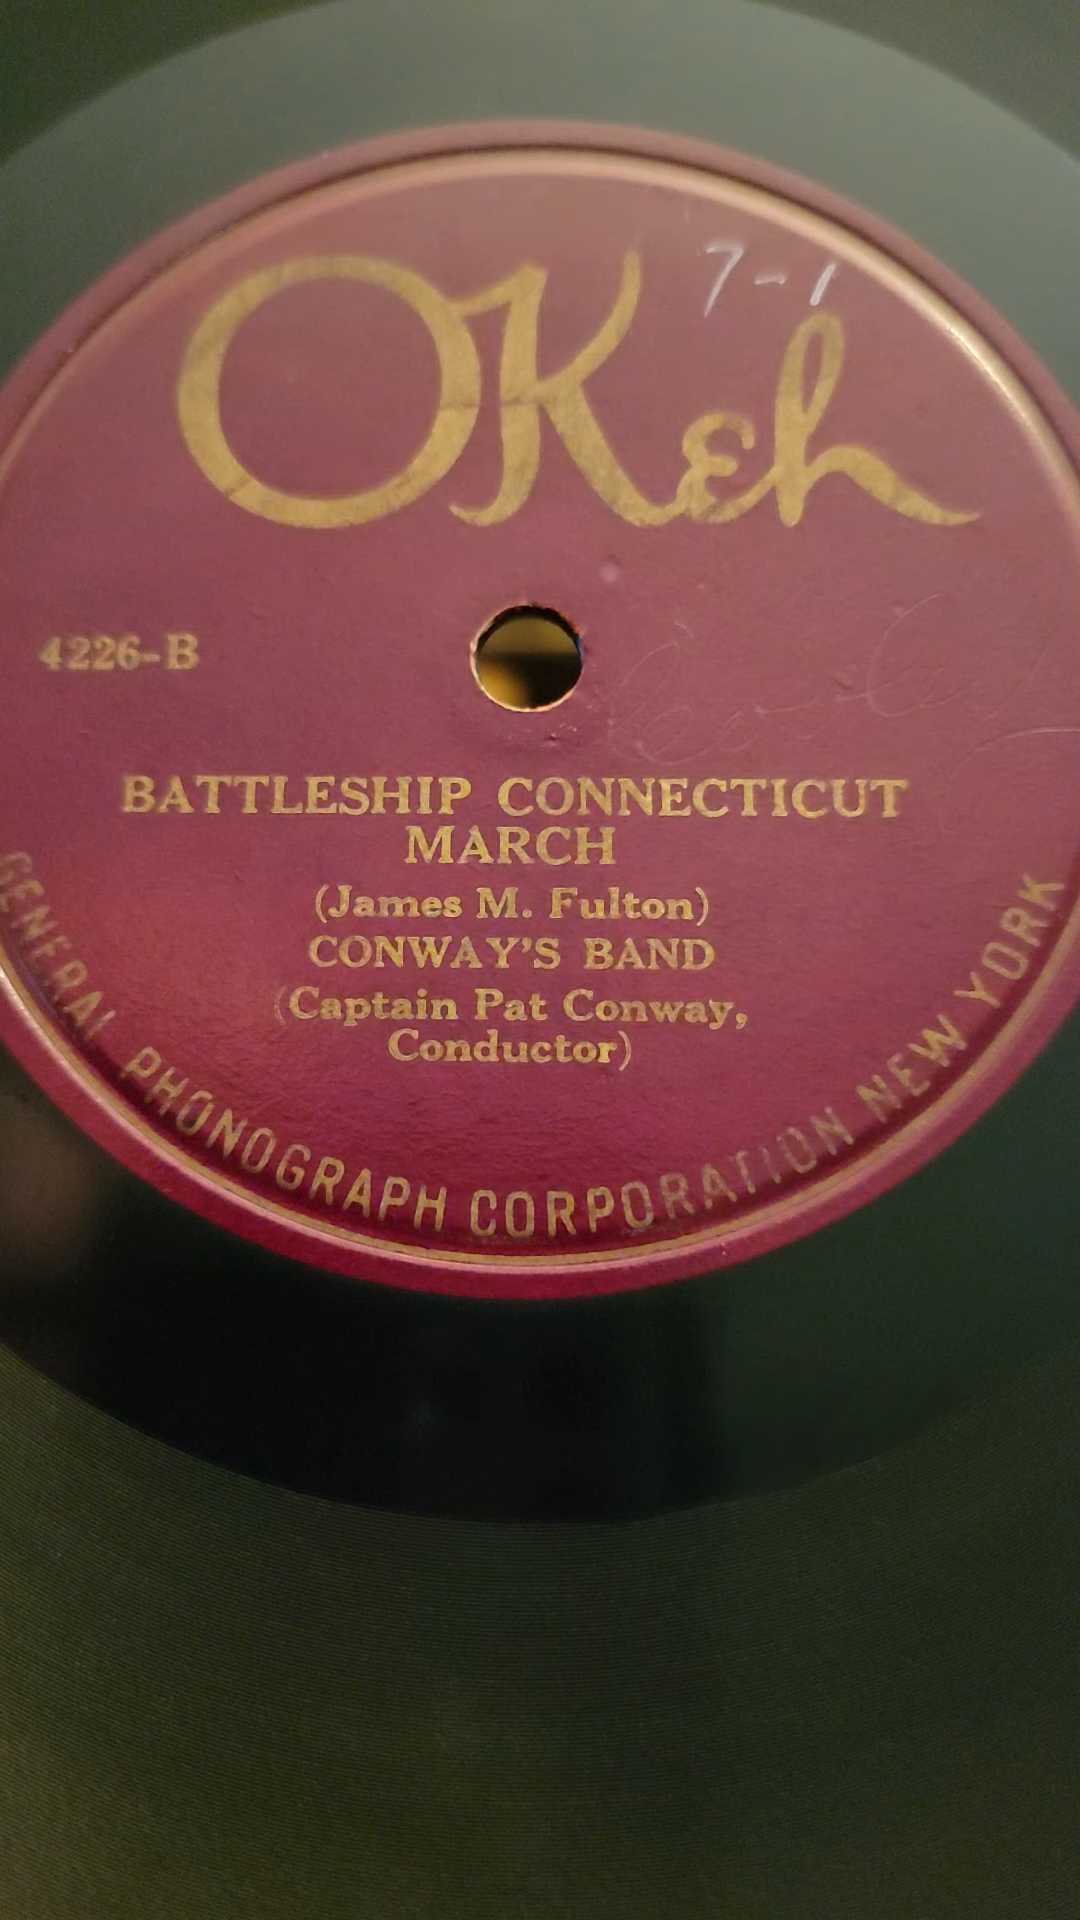 7-1
OKeh
4226-B
BATTLESHIP CONNECTICUT
MARCH
(James M. Fulton)
CONWAY'S BAND
(Captain Pat Conway,
Conductor)
GENERAL PHONOGRAPH CORPORATION NEW YORK